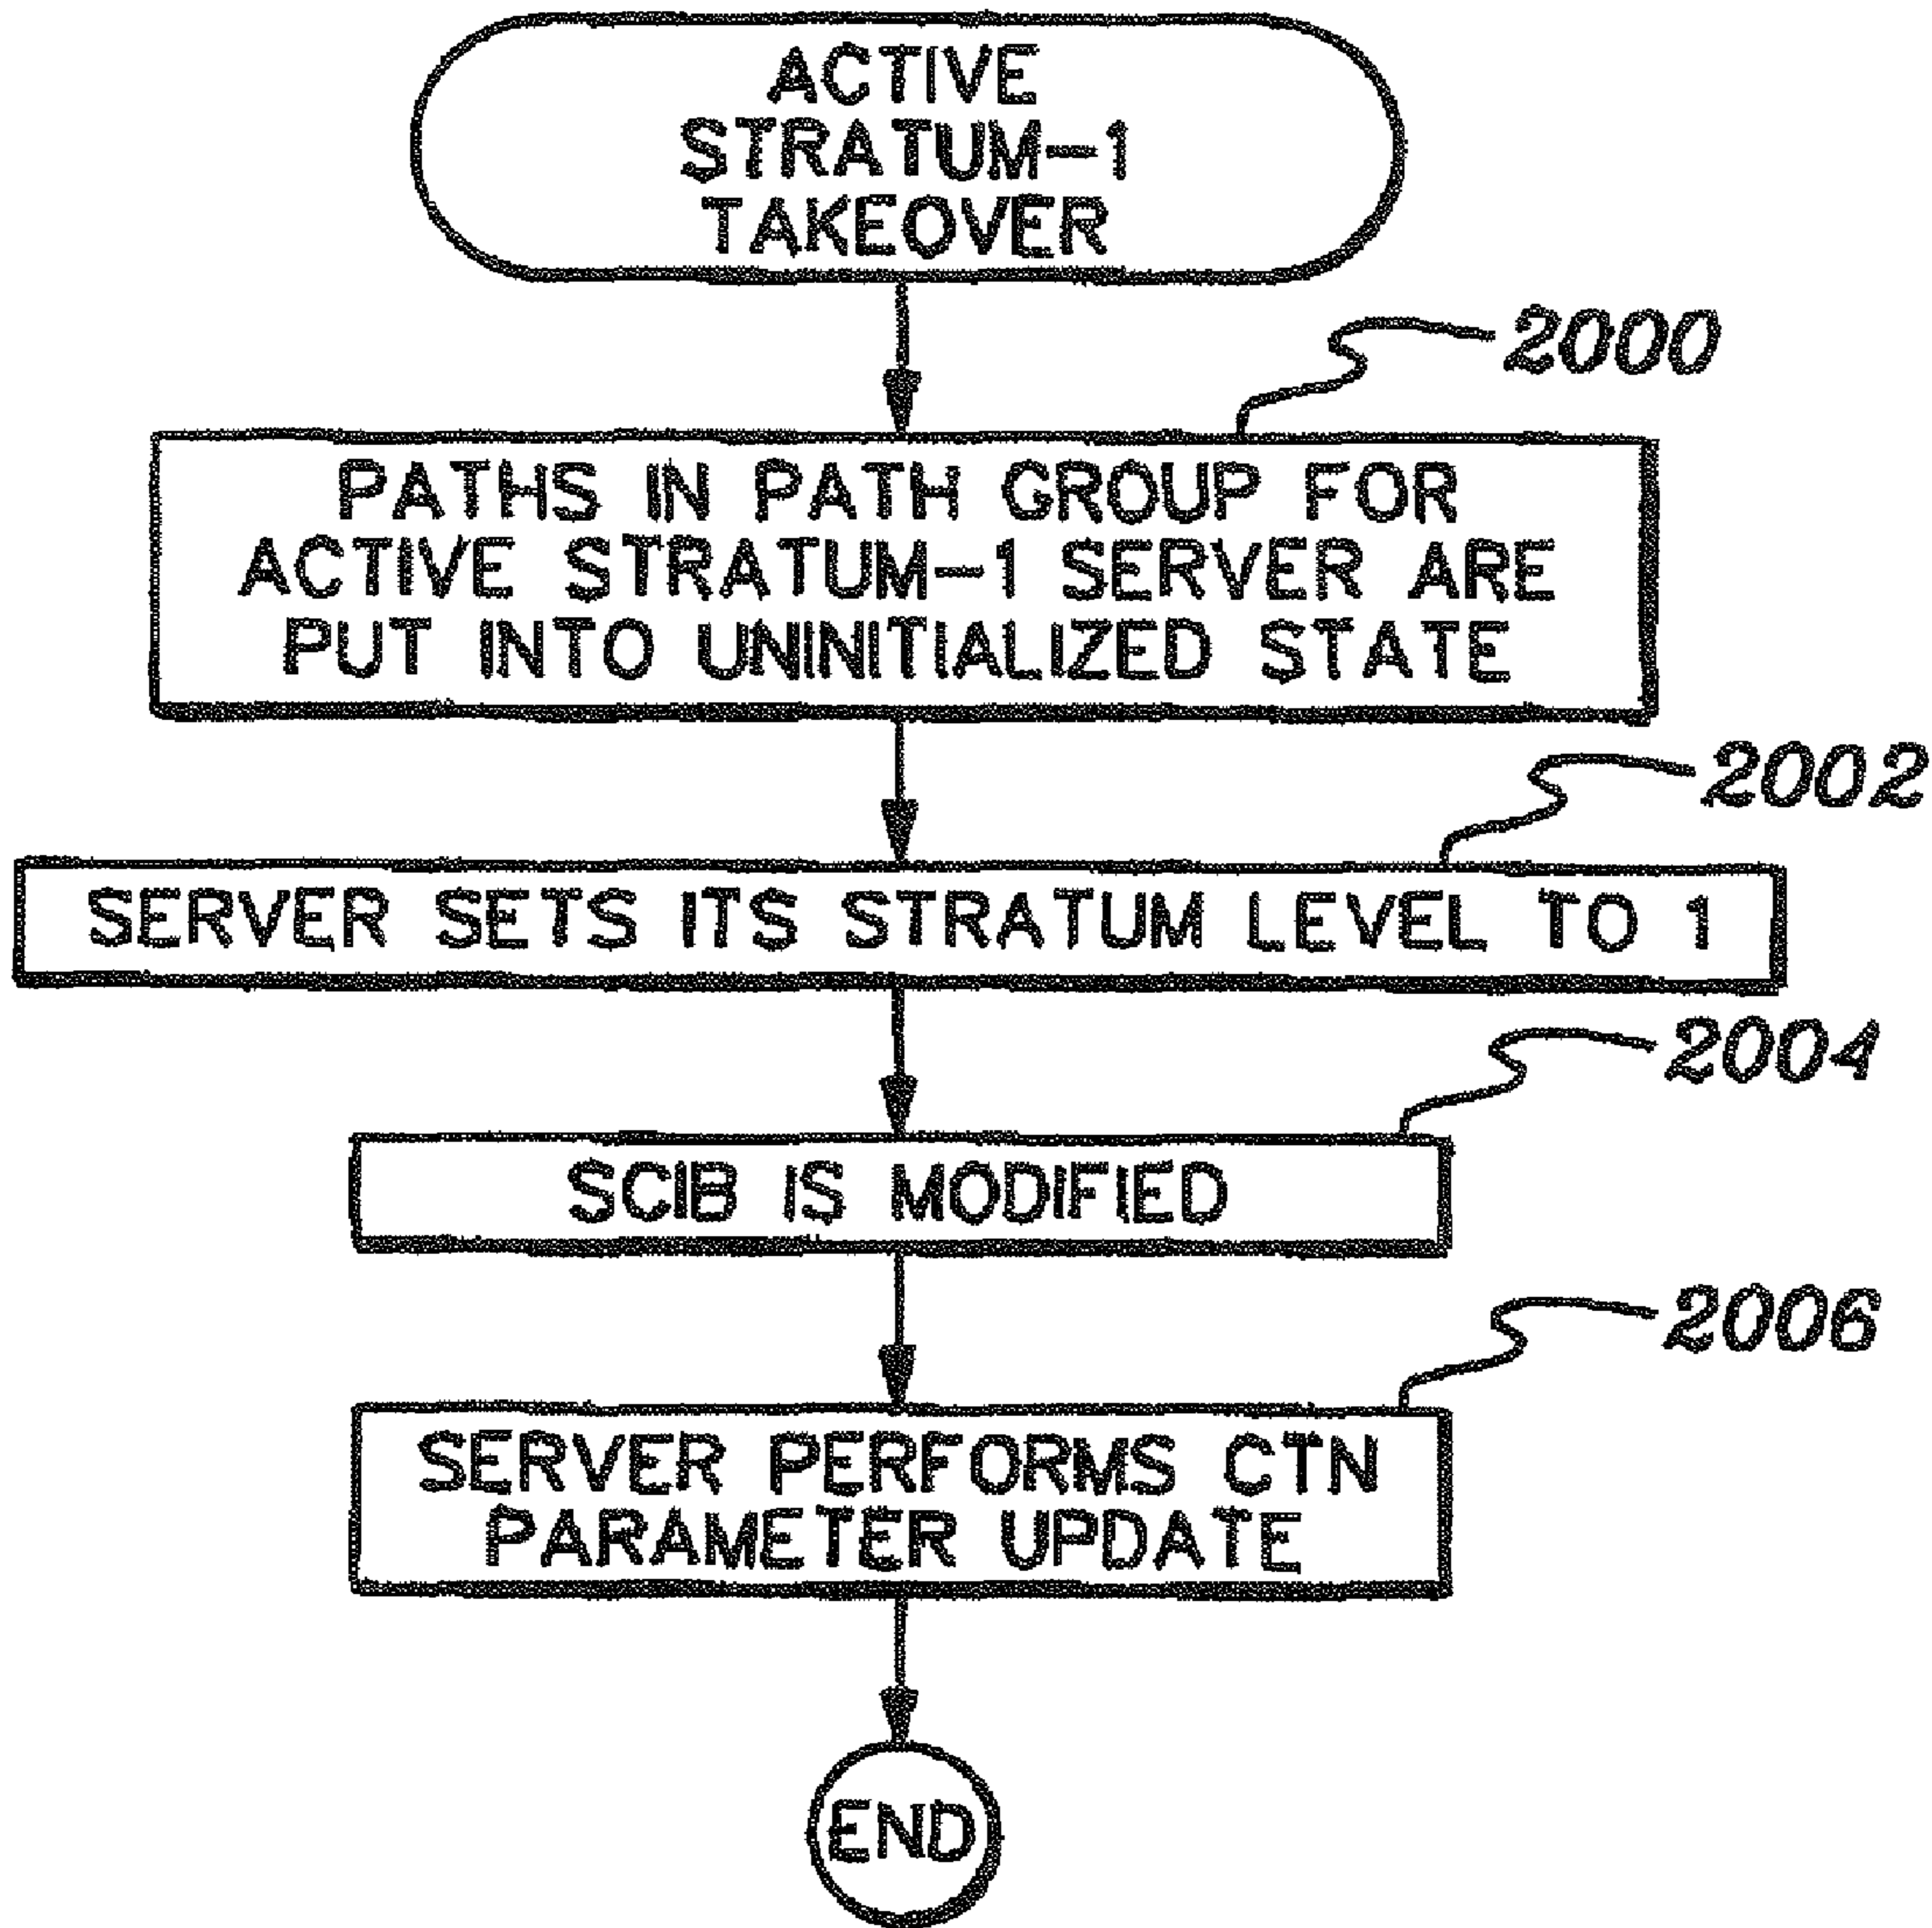 ACTIVE
STRATUM-1
TAKEOVER
2000
PATHS IN PATH GROUP FOR
ACTIVE STRATUM-1 SERVER ARE
PUT INTO UNINITIALIZED STATE
2002
SERVER SETS ITS STRATUM LEVEL TO 1
2004
SCIB IS MODIFIED
2006
SERVER PERFORMS CTN
PARAMETER UPDATE
END